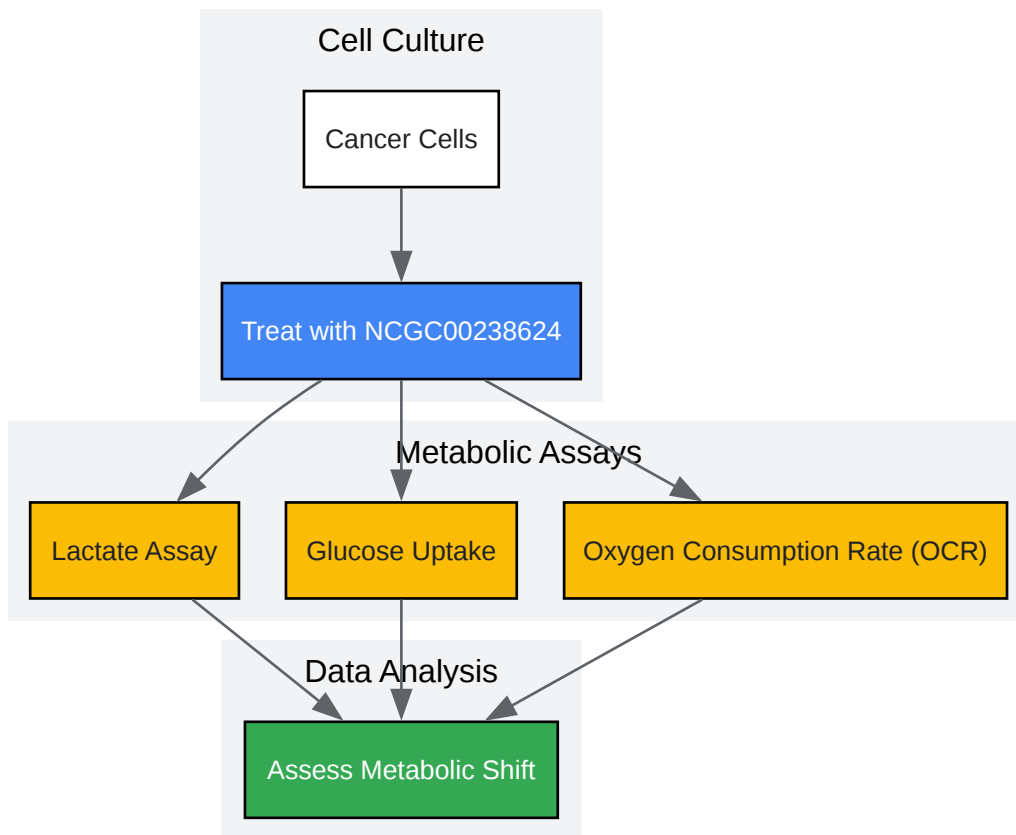 Cell Culture
Cancer Cells
Treat with NCGC00238624
Metabolic Assays
Lactate Assay
Glucose Uptake
Oxygen Consumption Rate (OCR)
Data Analysis
Assess Metabolic Shift